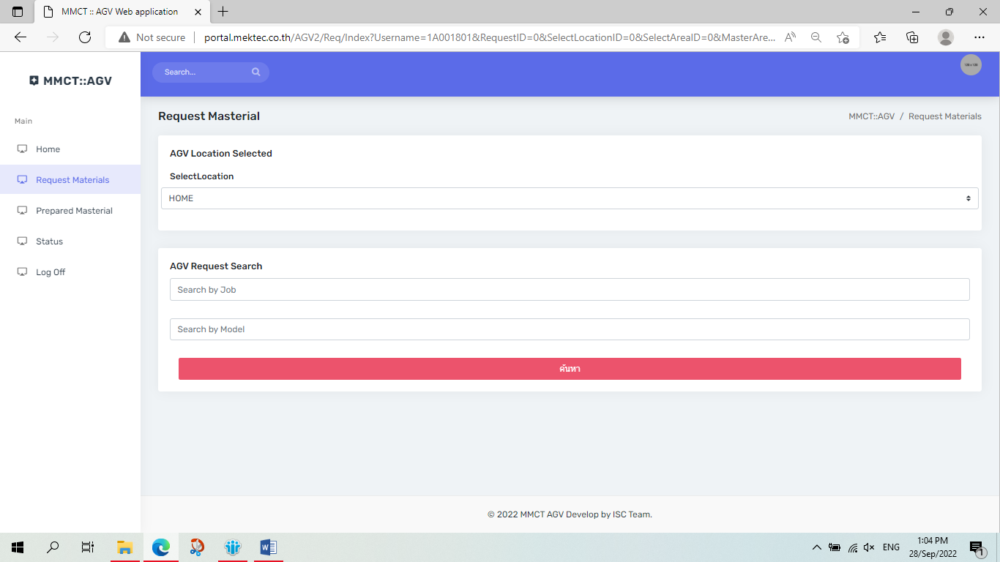 MMCT :: AGV Web application
Not secure
portal.mektec.co.th/AGV2/Req/Index?Username=1A001801&RequestID=0&SelectLocationID=0&SelectAreaID=0&MasterAre...
MMCT::AGV
Search...
Main
Home
Request Materials
Prepared Masterial
Status
Log Off
Request Masterial
MMCT::AGV / Request Materials
AGV Location Selected
SelectLocation
HOME
AGV Request Search
Search by Job
Search by Model
ค้นหา
© 2022 MMCT AGV Develop by ISC Team.
ENG
1:04 PM
28/Sep/2022
1